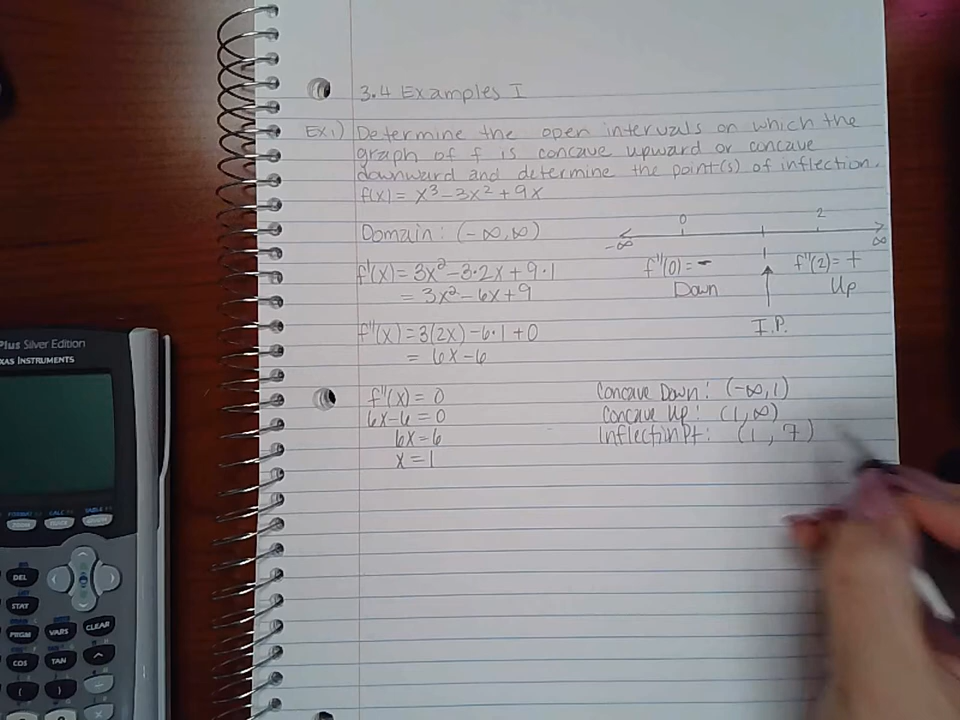 3.4 Examples I
Ex.1) Determine the open intervals on which the
graph of f is concave upward or concave
downward and determine the point(s) of inflection.
f(x) = x³ - 3x² + 9x
Domain: (-∞, ∞)
0
2
-∞
∞
1
f''(0) = -
Down
f''(2) = +
Up
I.P.
f'(x) = 3x² - 3·2x + 9·1
= 3x² - 6x + 9
f''(x) = 3(2x) - 6·1 + 0
= 6x - 6
f''(x) = 0
6x - 6 = 0
6x = 6
x = 1
Concave Down: (-∞, 1)
Concave Up: (1, ∞)
Inflection Pt: (1, 7)
Plus Silver Edition
TEXAS INSTRUMENTS
DEL
STAT
PRGM
VARS
CLEAR
COS
TAN
^
(
)